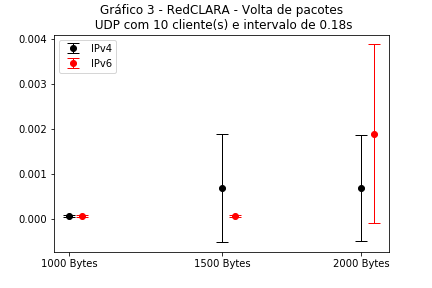 Gráfico 3 - RedCLARA - Volta de pacotes
UDP com 10 cliente(s) e intervalo de 0.18s
0.004
0.003
0.002
0.001
0.000
IPv4
IPv6
1000 Bytes
1500 Bytes
2000 Bytes